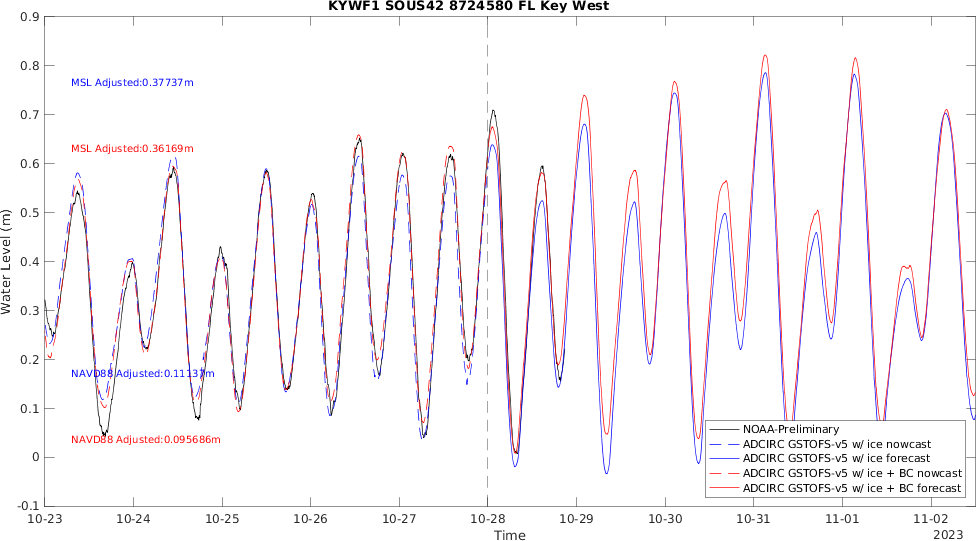 KYWF1 SOUS42 8724580 FL Key West
0.9
0.8
0.7
0.6
0.5
0.4
0.3
0.2
0.1
0
-0.1
Water Level (m)
MSL Adjusted:0.37737m
MSL Adjusted:0.36169m
NAVD88 Adjusted:0.11137m
NAVD88 Adjusted:0.095686m
NOAA-Preliminary
ADCIRC GSTOFS-v5 w/ ice nowcast
ADCIRC GSTOFS-v5 w/ ice forecast
ADCIRC GSTOFS-v5 w/ ice + BC nowcast
ADCIRC GSTOFS-v5 w/ ice + BC forecast
10-23 10-24 10-25 10-26 10-27 10-28 10-29 10-30 10-31 11-01 11-02
Time
2023